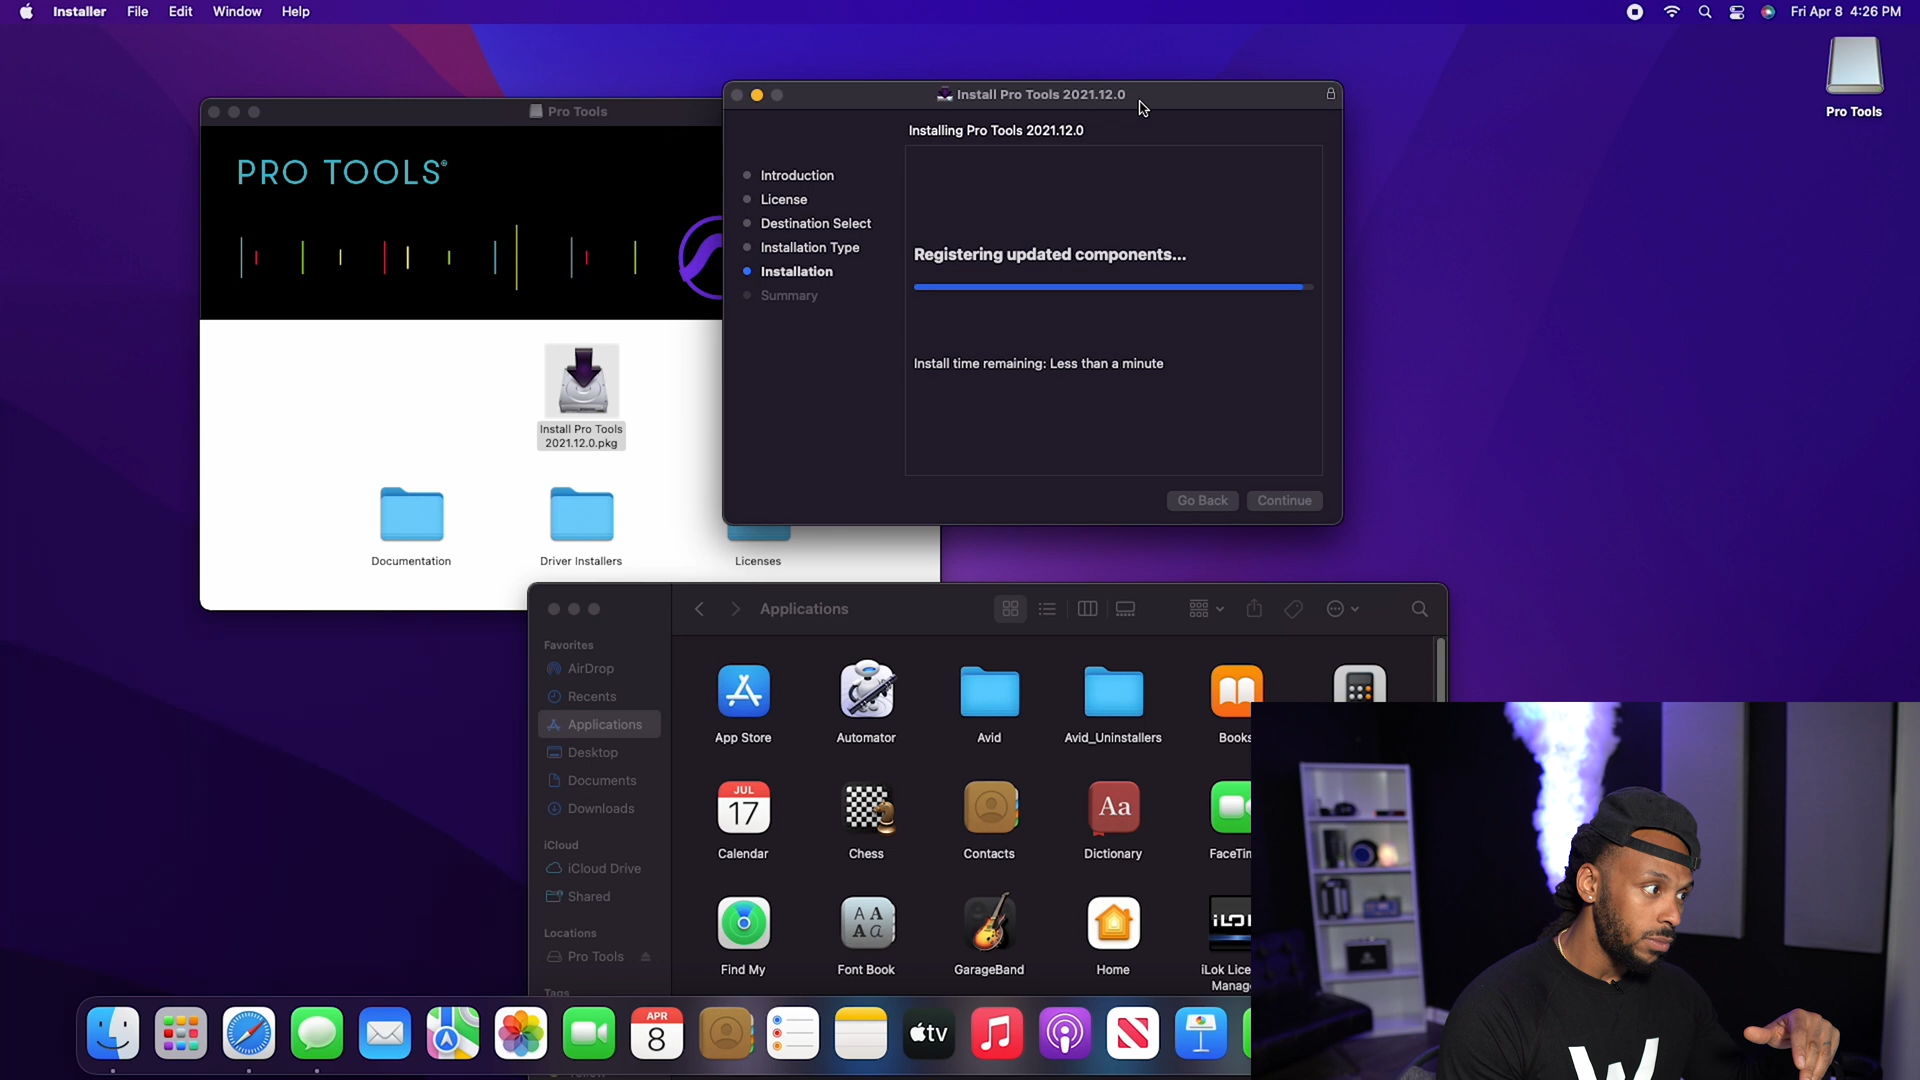 Installer File Edit Window Help
Fri Apr 8 4:26 PM
Pro Tools
Pro Tools
PRO TOOLS®
Install Pro Tools
2021.12.0.pkg
Documentation
Driver Installers
Licenses
Install Pro Tools 2021.12.0
Installing Pro Tools 2021.12.0
Introduction
License
Destination Select
Installation Type
Installation
Summary
Registering updated components...
Install time remaining: Less than a minute
Go Back
Continue
Applications
Favorites
AirDrop
Recents
Applications
Desktop
Documents
Downloads
iCloud
iCloud Drive
Shared
Locations
Pro Tools
Tags
App Store
Automator
Avid
Avid_Uninstallers
Books
JUL
17
Calendar
Chess
Contacts
Aa
Dictionary
FaceTim
Find My
AA
AA
Font Book
GarageBand
Home
iLok Lice
Manag
APR
8
tv